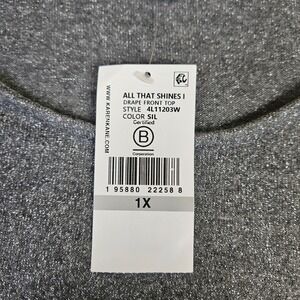 ALL THAT SHINES I
DRAPE FRONT TOP
STYLE 4L11203W
COLOR SIL
Certified
B
Corporation
1 95880 22258 8
1X
WWW.KARENKANE.COM